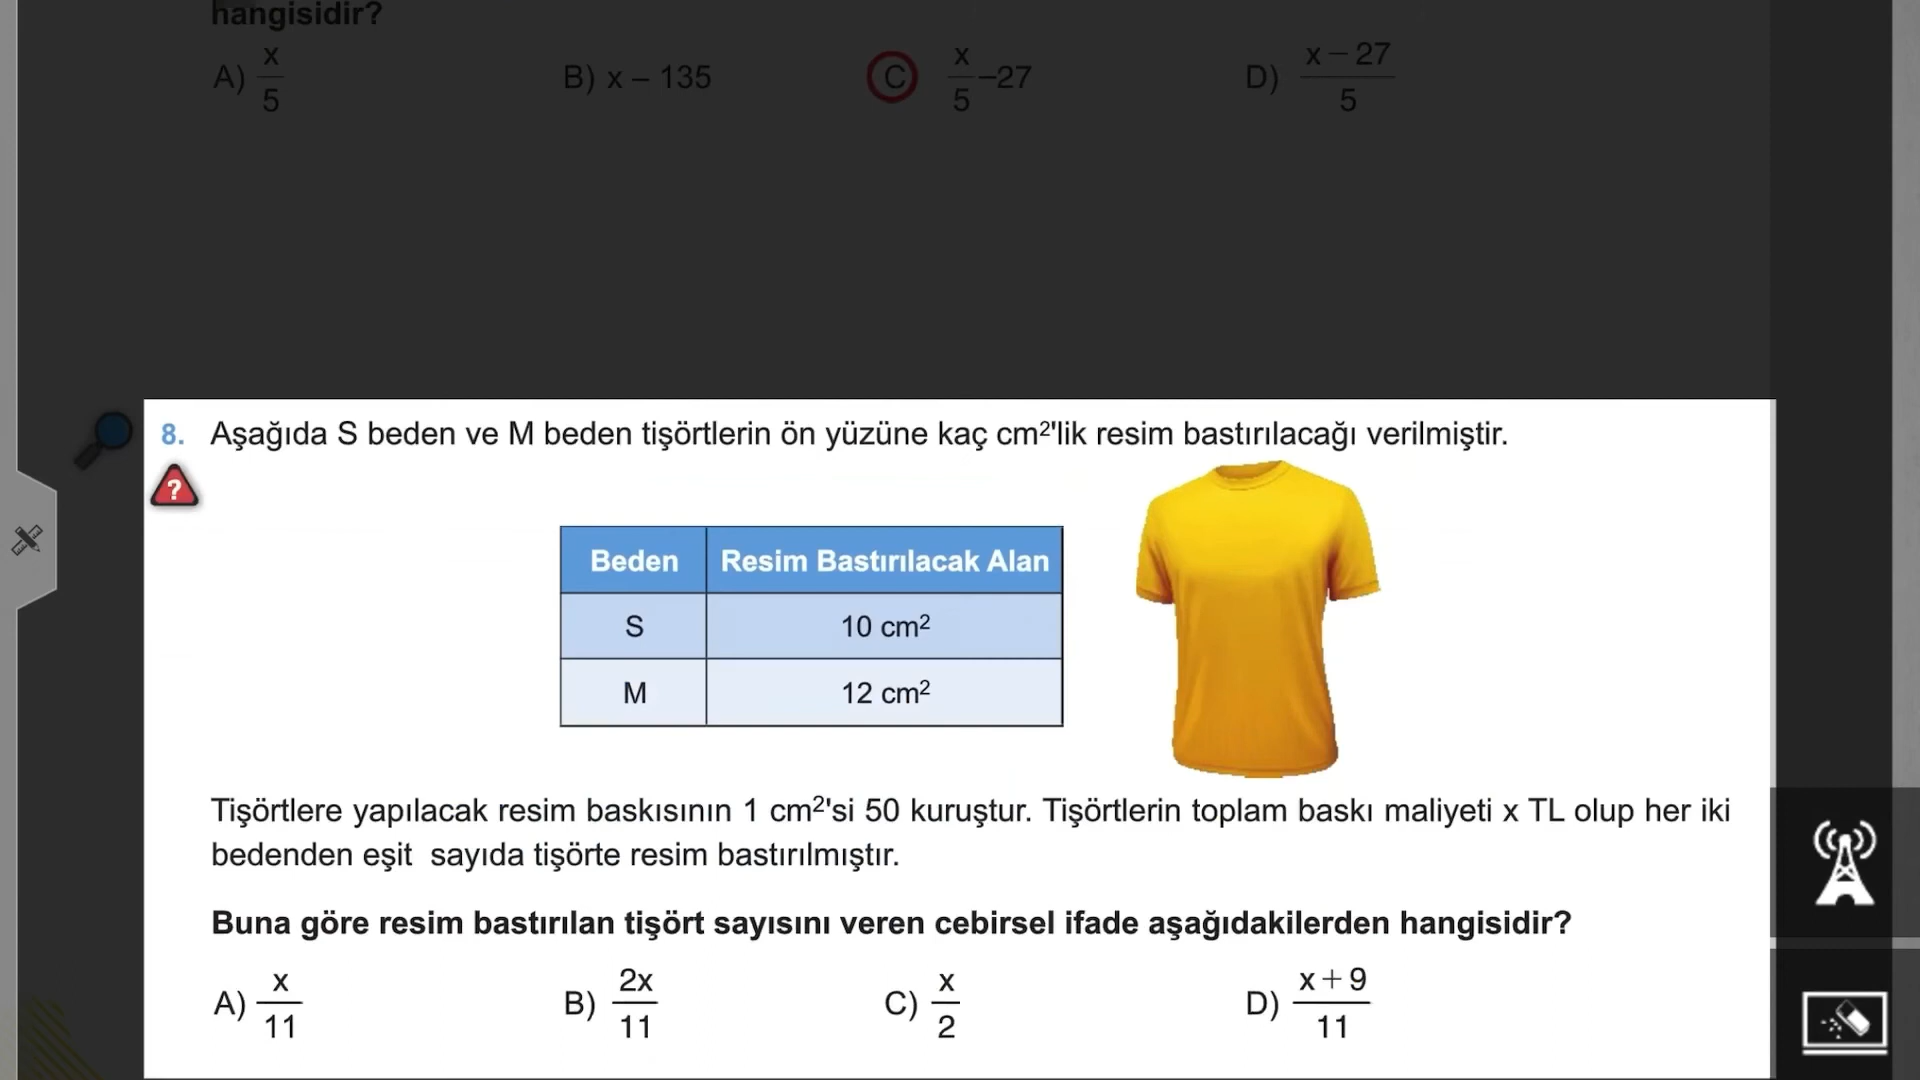 hangisidir?
A) x/5 B) x – 135 C x/5 –27 D) x – 27/5
8. Aşağıda S beden ve M beden tişörtlerin ön yüzüne kaç cm²'lik resim bastırılacağı verilmiştir.
?
Beden Resim Bastırılacak Alan
S 10 cm²
M 12 cm²
Tişörtlere yapılacak resim baskısının 1 cm²'si 50 kuruştur. Tişörtlerin toplam baskı maliyeti x TL olup her iki
bedenden eşit sayıda tişörte resim bastırılmıştır.
Buna göre resim bastırılan tişört sayısını veren cebirsel ifade aşağıdakilerden hangisidir?
A) x/11 B) 2x/11 C) x/2 D) x + 9/11